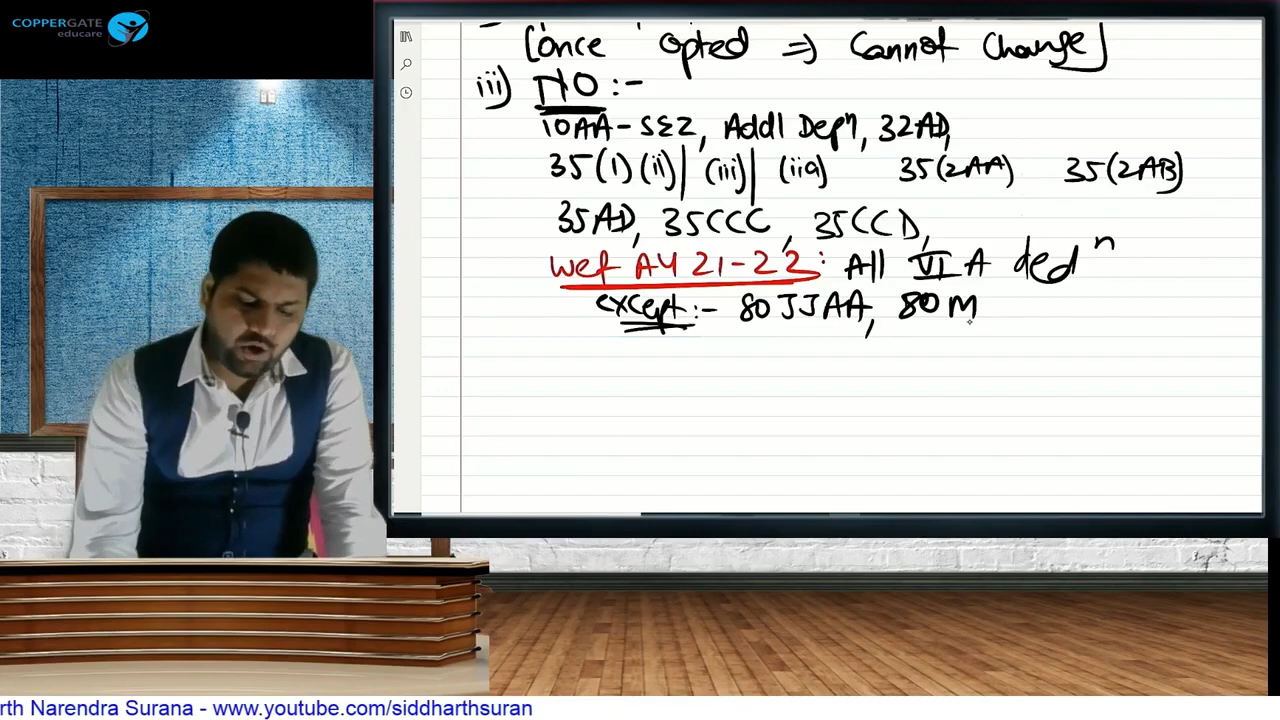 COPPERGATE
educare
[once opted => Cannot change]
iii) NO :-
10AA - SEZ, Addl Depⁿ, 32AD,
35(1)(ii)| (iii)| (iia) 35(2AA) 35(2AB)
35AD, 35CCC, 35CCD,
wef AY 21-22: All VI A dedⁿ
except:- 80JJAA, 80M
rth Narendra Surana - www.youtube.com/siddharthsuran